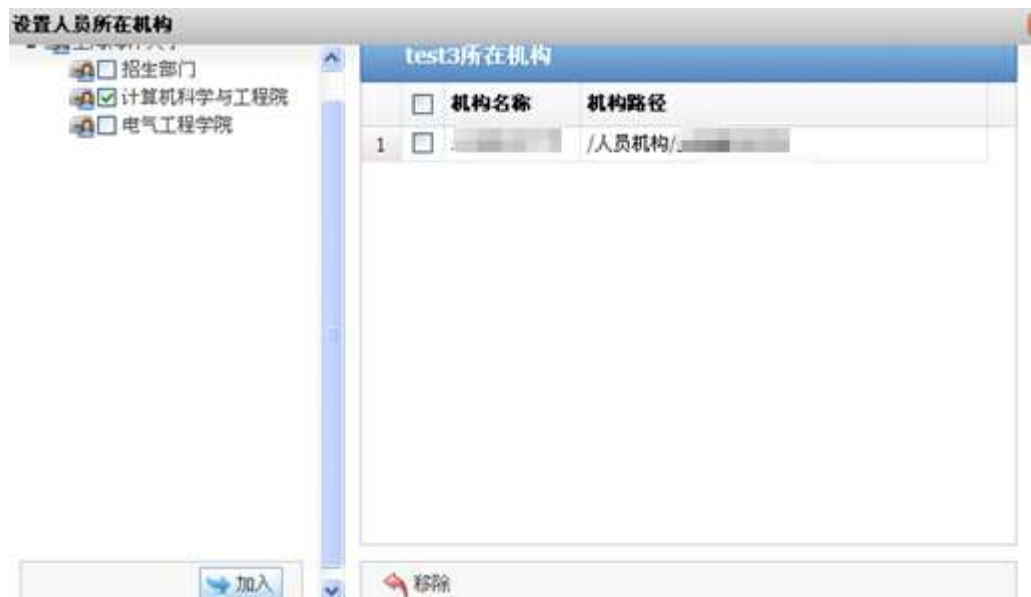 设置人员所在机构
招生部门
计算机科学与工程院
电气工程学院
加入
test3所在机构
机构名称 机构路径
1 /人员机构/
移除